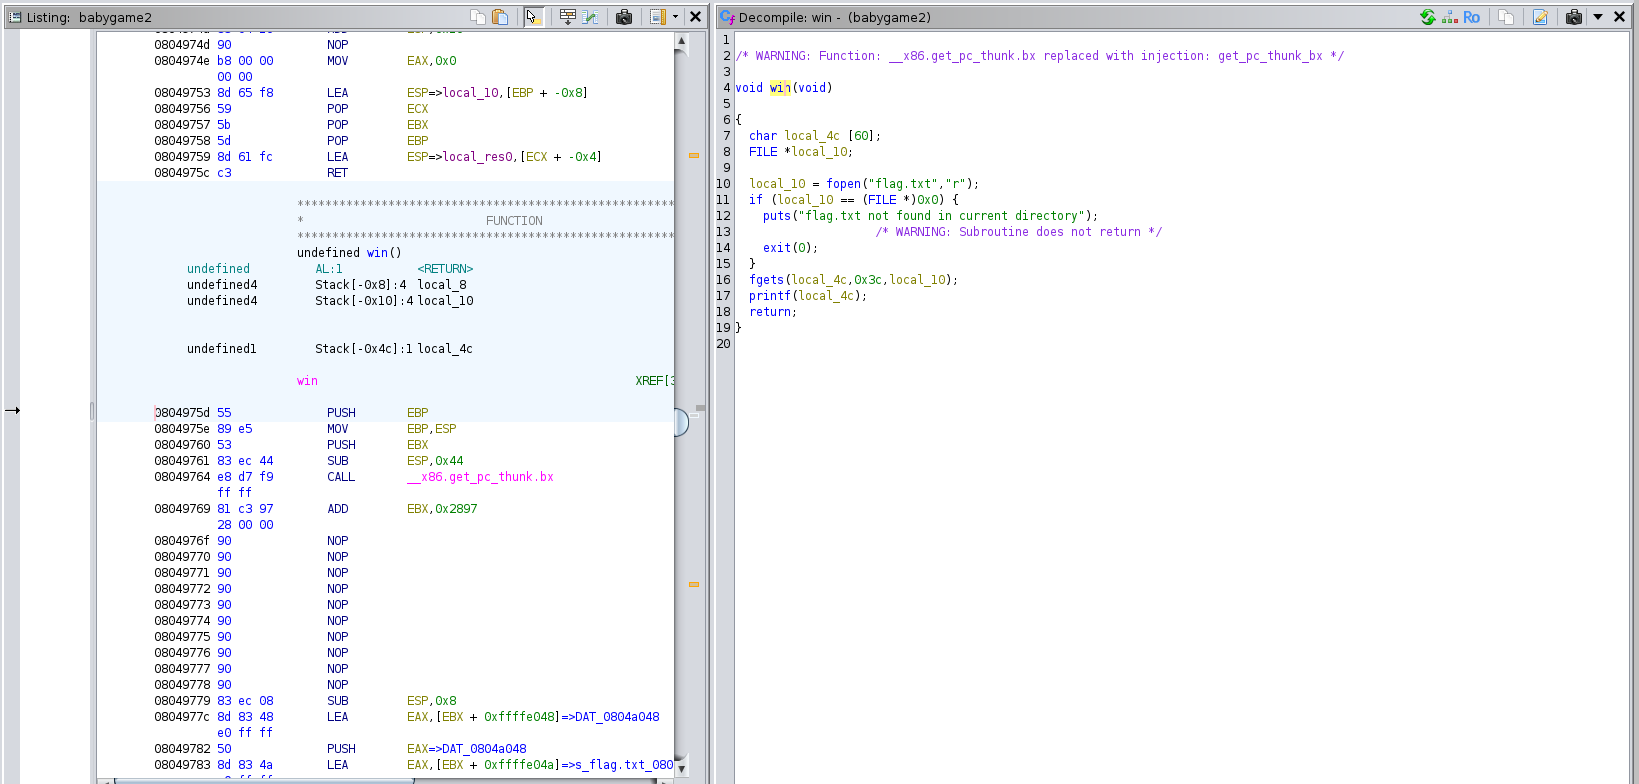 Listing: babygame2
0804974d 90 NOP
0804974e b8 00 00 MOV EAX,0x0
00 00
08049753 8d 65 f8 LEA ESP=>local_10,[EBP + -0x8]
08049756 59 POP ECX
08049757 5b POP EBX
08049758 5d POP EBP
08049759 8d 61 fc LEA ESP=>local_res0,[ECX + -0x4]
0804975c c3 RET
******************************************************
* FUNCTION
******************************************************
undefined win()
undefined AL:1 <RETURN>
undefined4 Stack[-0x8]:4 local_8
undefined4 Stack[-0x10]:4 local_10
undefined1 Stack[-0x4c]:1 local_4c
win XREF[3
0804975d 55 PUSH EBP
0804975e 89 e5 MOV EBP,ESP
08049760 53 PUSH EBX
08049761 83 ec 44 SUB ESP,0x44
08049764 e8 d7 f9 CALL __x86.get_pc_thunk.bx
ff ff
08049769 81 c3 97 ADD EBX,0x2897
28 00 00
0804976f 90 NOP
08049770 90 NOP
08049771 90 NOP
08049772 90 NOP
08049773 90 NOP
08049774 90 NOP
08049775 90 NOP
08049776 90 NOP
08049777 90 NOP
08049778 90 NOP
08049779 83 ec 08 SUB ESP,0x8
0804977c 8d 83 48 LEA EAX,[EBX + 0xffffe048]=>DAT_0804a048
e0 ff ff
08049782 50 PUSH EAX=>DAT_0804a048
08049783 8d 83 4a LEA EAX,[EBX + 0xffffe04a]=>s_flag.txt_080
Decompile: win - (babygame2)
Ro
1
2 /* WARNING: Function: __x86.get_pc_thunk.bx replaced with injection: get_pc_thunk_bx */
3
4 void win(void)
5
6 {
7 char local_4c [60];
8 FILE *local_10;
9
10 local_10 = fopen("flag.txt","r");
11 if (local_10 == (FILE *)0x0) {
12 puts("flag.txt not found in current directory");
13 /* WARNING: Subroutine does not return */
14 exit(0);
15 }
16 fgets(local_4c,0x3c,local_10);
17 printf(local_4c);
18 return;
19 }
20